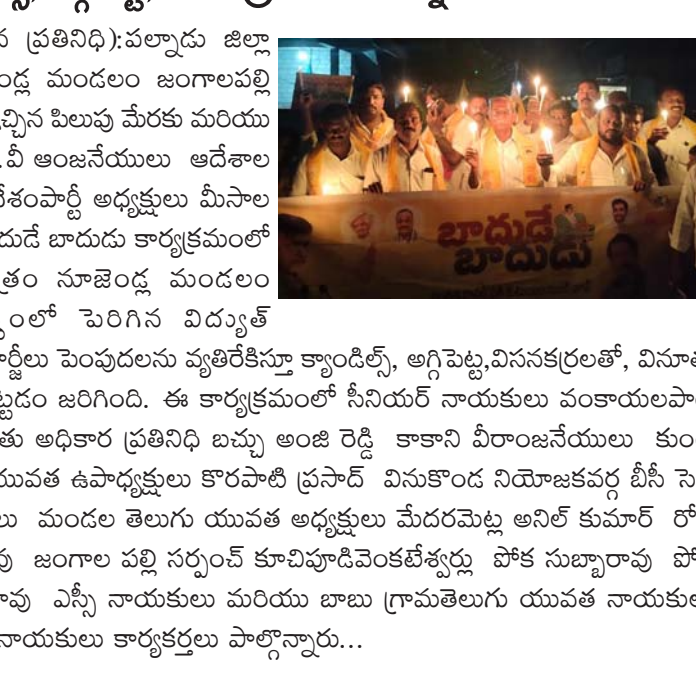 న ప్రతినిధి):పల్నాడు జిల్లా
ండ్ల మండలం జంగాలపల్లి
చ్చిన పిలుపు మేరకు మరియు
.వీ ఆంజనేయులు ఆదేశాల
దేశంపార్టీ అధ్యక్షులు మీసాల
దుడే బాదుడు కార్యక్రమంలో
త్రం నూజెండ్ల మండలం
ంలో పెరిగిన విద్యుత్
బాదుడే
బాదుడు
ార్జీలు పెంపుదలను వ్యతిరేకిస్తూ క్యాండిల్స్, అగ్గిపెట్ట,విసనకర్రలతో, వినూత
ట్టడం జరిగింది. ఈ కార్యక్రమంలో సీనియర్ నాయకులు వంకాయలపా
తు అధికార ప్రతినిధి బచ్చు అంజి రెడ్డి కాకాని వీరాంజనేయులు కుం
యువత ఉపాధ్యక్షులు కొరపాటి ప్రసాద్ వినుకొండ నియోజకవర్గ బీసీ సె
లు మండల తెలుగు యువత అధ్యక్షులు మేదరమెట్ల అనిల్ కుమార్ రో
వు జంగాల పల్లి సర్పంచ్ కూచిపూడివెంకటేశ్వర్లు పోక సుబ్బారావు పో
ావు ఎస్సీ నాయకులు మరియు బాబు గ్రామతెలుగు యువత నాయకుల
నాయకులు కార్యకర్తలు పాల్గొన్నారు...